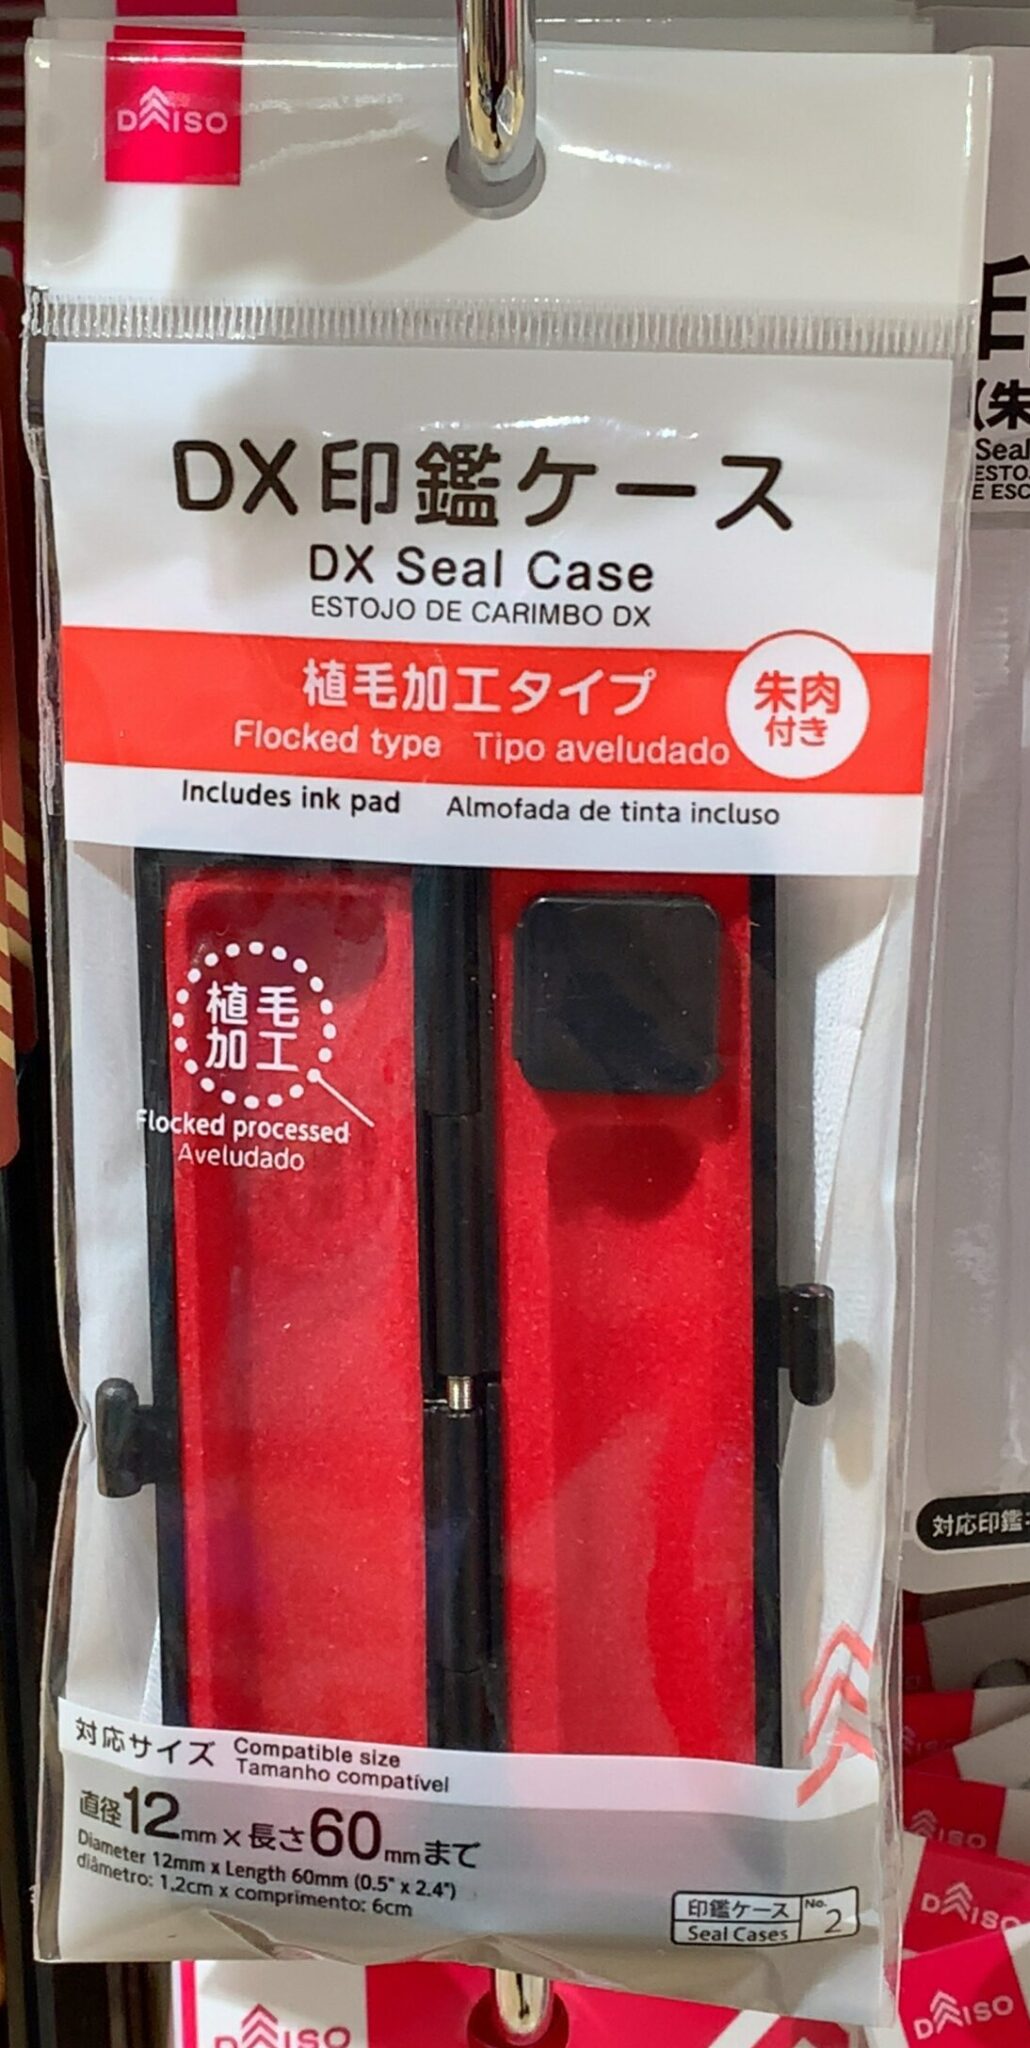 DAISO
DX印鑑ケース
DX Seal Case
ESTOJO DE CARIMBO DX
植毛加工タイプ
Flocked type Tipo aveludado
朱肉
付き
Includes ink pad Almofada de tinta incluso
植毛
加工
Flocked processed
Aveludado
対応サイズ Compatible size
Tamanho compatível
直径12mm×長さ60mmまで
Diameter 12mm x Length 60mm (0.5" x 2.4")
diâmetro: 1,2cm x comprimento: 6cm
印鑑ケース No. 2
Seal Cases
(朱
Seal
ESTO
E ESC
対応印鑑
DAISO
DAISO
DAISO
DAISO